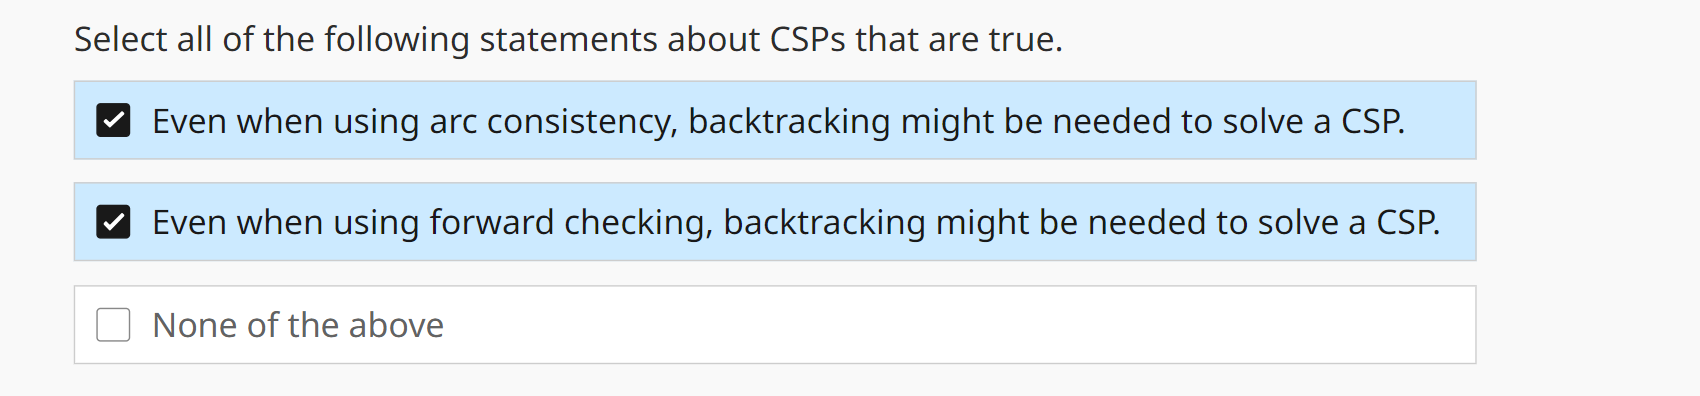 Select all of the following statements about CSPs that are true.
Even when using arc consistency, backtracking might be needed to solve a CSP.
Even when using forward checking, backtracking might be needed to solve a CSP.
None of the above